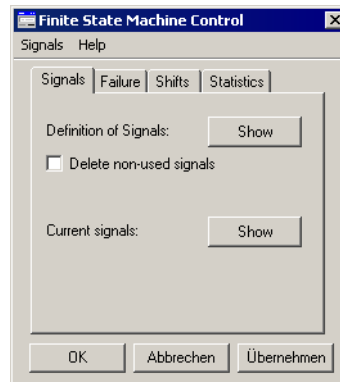 Finite State Machine Control
Signals Help
Signals Failure Shifts Statistics
Definition of Signals: Show
Delete non-used signals
Current signals: Show
OK Abbrechen Übernehmen